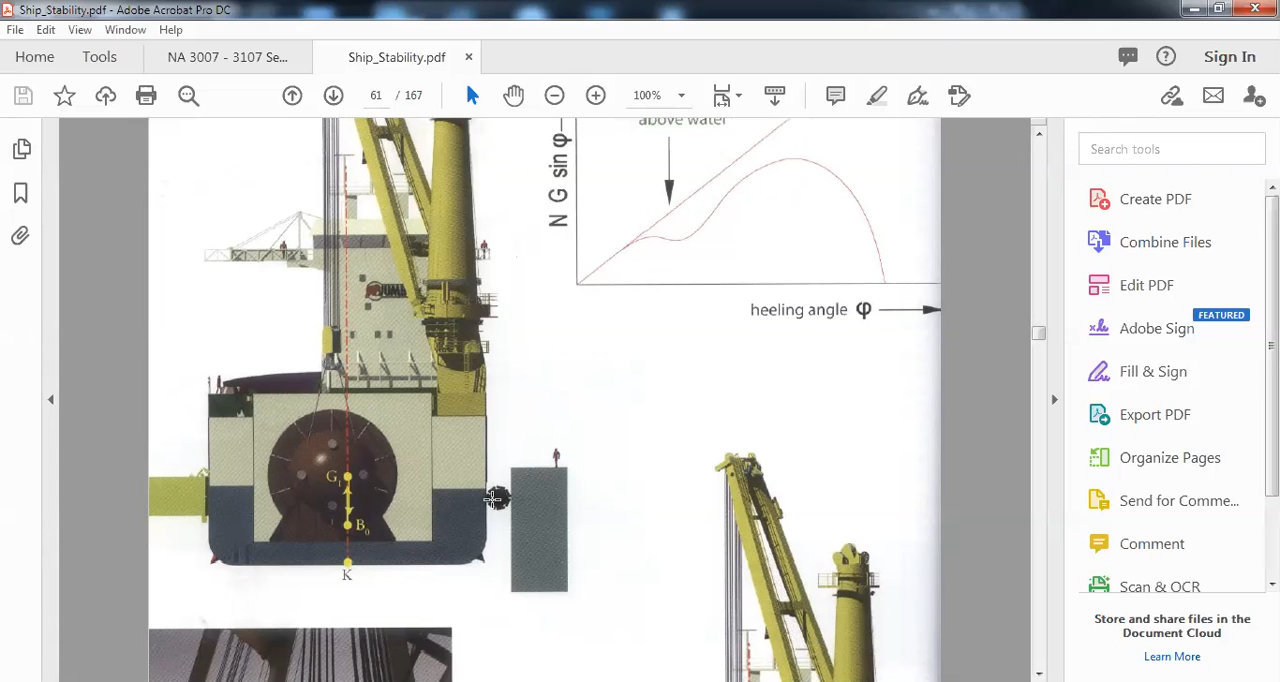 Ship_Stability.pdf - Adobe Acrobat Pro DC
File Edit View Window Help
Home Tools NA 3007 - 3107 Se... Ship_Stability.pdf ×
Sign In
61 / 167 100%
Search tools
above water
N G sin φ
Create PDF
Combine Files
JUMBO
heeling angle φ
Edit PDF
FEATURED
Adobe Sign
Fill & Sign
Export PDF
Organize Pages
G1
Send for Comme...
B0
Comment
K
Scan & OCR
Store and share files in the
Document Cloud
Learn More